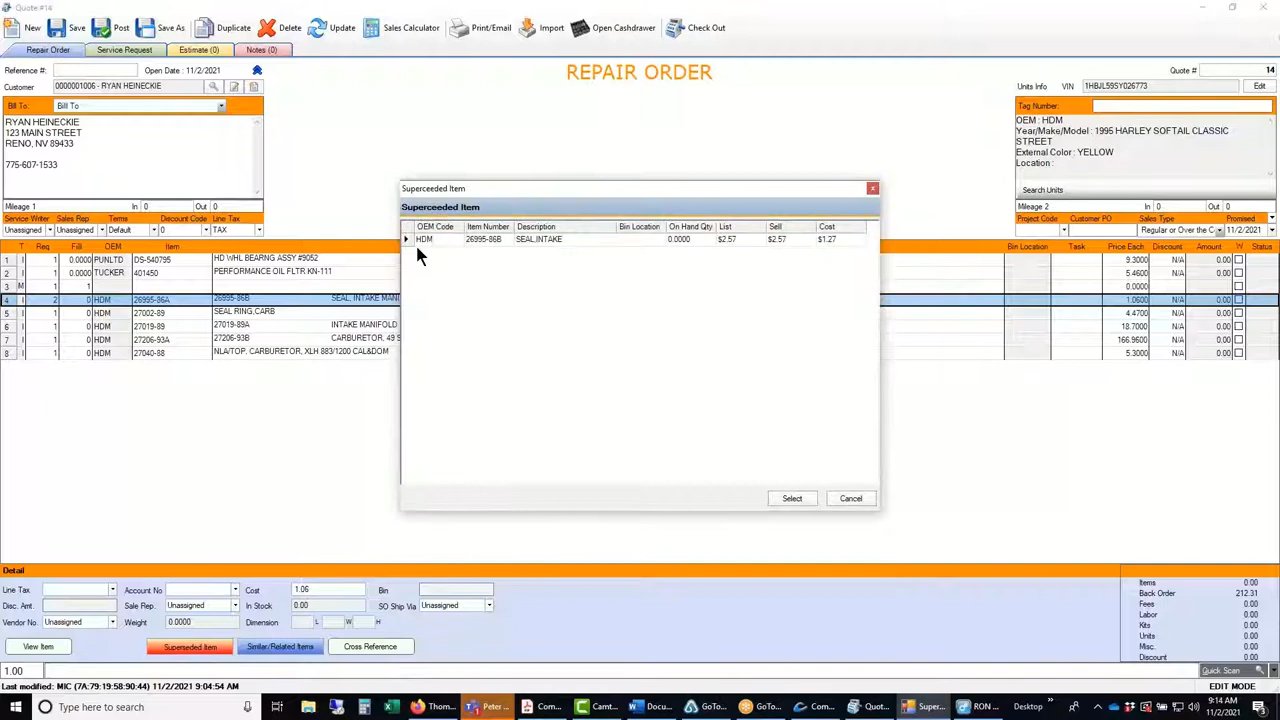 Quote #14
New Save Post Save As Duplicate Delete Update Sales Calculator Print/Email Import Open Cashdrawer Check Out
Repair Order Service Request Estimate (0) Notes (0)
Reference #: Open Date : 11/2/2021
REPAIR ORDER
Quote # 14
Customer 0000001006 - RYAN HEINECKIE
Units Info VIN 1HBJL59SY026773 Edit
Bill To: Bill To
Tag Number:
RYAN HEINECKIE
123 MAIN STREET
RENO, NV 89433
775-607-1533
OEM : HDM
Year/Make/Model : 1995 HARLEY SOFTAIL CLASSIC
STREET
External Color : YELLOW
Location :
Search Units
Mileage 1 In 0 Out 0
Mileage 2 In 0 Out 0
Service Writer Sales Rep Terms Discount Code Line Tax
Unassigned Unassigned Default TAX
Project Code Customer PO Sales Type Promised
Regular or Over the C 11/2/2021
T Req Fill OEM Item Bin Location Task Price Each Discount Amount W Status
1 I 1 0.0000 PUNLTD DS-540795 HD WHL BEARNG ASSY #9052 9.3000 N/A 0.00
2 I 1 0.0000 TUCKER 401450 PERFORMANCE OIL FLTR KN-111 5.4600 N/A 0.00
3 M 1 1 0.0000 N/A 0.00
4 I 2 0 HDM 26995-86A 26995-86B SEAL, INTAKE MANI 1.0600 N/A 0.00
5 I 1 0 HDM 27002-89 SEAL RING,CARB 4.4700 N/A 0.00
6 I 1 0 HDM 27019-89 27019-89A INTAKE MANIFOLD 18.7000 N/A 0.00
7 I 1 0 HDM 27206-93A 27206-93B CARBURETOR, 49 S 166.9500 N/A 0.00
8 I 1 0 HDM 27040-88 NLA/TOP, CARBURETOR, XLH 883/1200 CAL&DOM 5.3000 N/A 0.00
Superceeded Item
Superceeded Item
OEM Code Item Number Description Bin Location On Hand Qty List Sell Cost
HDM 26995-86B SEAL,INTAKE 0.0000 $2.57 $2.57 $1.27
Select Cancel
Detail
Line Tax Account No Cost 1.06 Bin
Disc. Amt. Sale Rep. Unassigned In Stock 0.00 SO Ship Via Unassigned
Vendor No. Unassigned Weight 0.0000 Dimension L W H
View Item Superseded Item Similar/Related Items Cross Reference
Items 0.00
Back Order 212.31
Fees 0.00
Labor 0.00
Kits 0.00
Units 0.00
Misc. 0.00
Discount 0.00
1.00 Quick Scan
Last modified: MIC (7A:79:19:58:90:44) 11/2/2021 9:04:54 AM EDIT MODE
Type here to search Thom... Peter ... Com... Camt... Docu... GoTo... GoTo... Com... Quot... Super... RON ... Desktop 9:14 AM
11/2/2021